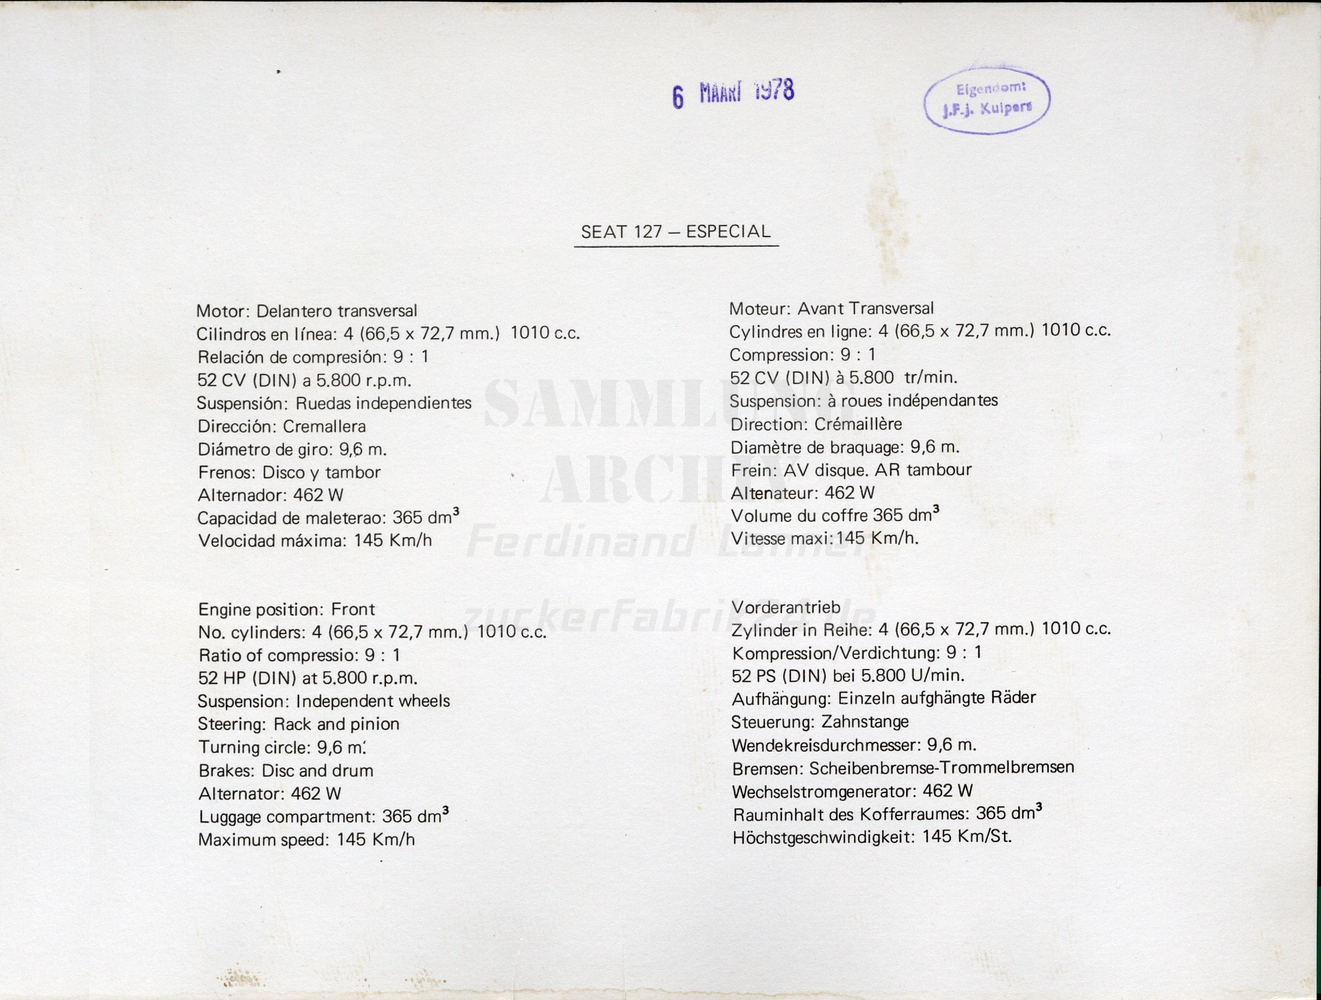 6 MAART 1978
Eigendom:
J.F.J. Kuipers
SEAT 127 — ESPECIAL
Motor: Delantero transversal
Cilindros en línea: 4 (66,5 x 72,7 mm.) 1010 c.c.
Relación de compresión: 9 : 1
52 CV (DIN) a 5.800 r.p.m.
Suspensión: Ruedas independientes
Dirección: Cremallera
Diámetro de giro: 9,6 m.
Frenos: Disco y tambor
Alternador: 462 W
Capacidad de maleterao: 365 dm³
Velocidad máxima: 145 Km/h
Moteur: Avant Transversal
Cylindres en ligne: 4 (66,5 x 72,7 mm.) 1010 c.c.
Compression: 9 : 1
52 CV (DIN) à 5.800 tr/min.
Suspension: à roues indépendantes
Direction: Crémaillère
Diamètre de braquage: 9,6 m.
Frein: AV disque. AR tambour
Altenateur: 462 W
Volume du coffre 365 dm³
Vitesse maxi: 145 Km/h.
Engine position: Front
No. cylinders: 4 (66,5 x 72,7 mm.) 1010 c.c.
Ratio of compressio: 9 : 1
52 HP (DIN) at 5.800 r.p.m.
Suspension: Independent wheels
Steering: Rack and pinion
Turning circle: 9,6 m.
Brakes: Disc and drum
Alternator: 462 W
Luggage compartment: 365 dm³
Maximum speed: 145 Km/h
Vorderantrieb
Zylinder in Reihe: 4 (66,5 x 72,7 mm.) 1010 c.c.
Kompression/Verdichtung: 9 : 1
52 PS (DIN) bei 5.800 U/min.
Aufhängung: Einzeln aufghängte Räder
Steuerung: Zahnstange
Wendekreisdurchmesser: 9,6 m.
Bremsen: Scheibenbremse-Trommelbremsen
Wechselstromgenerator: 462 W
Rauminhalt des Kofferraumes: 365 dm³
Höchstgeschwindigkeit: 145 Km/St.
SAMMLUNG
ARCHIV
Ferdinand
zuckerfabrik24.de